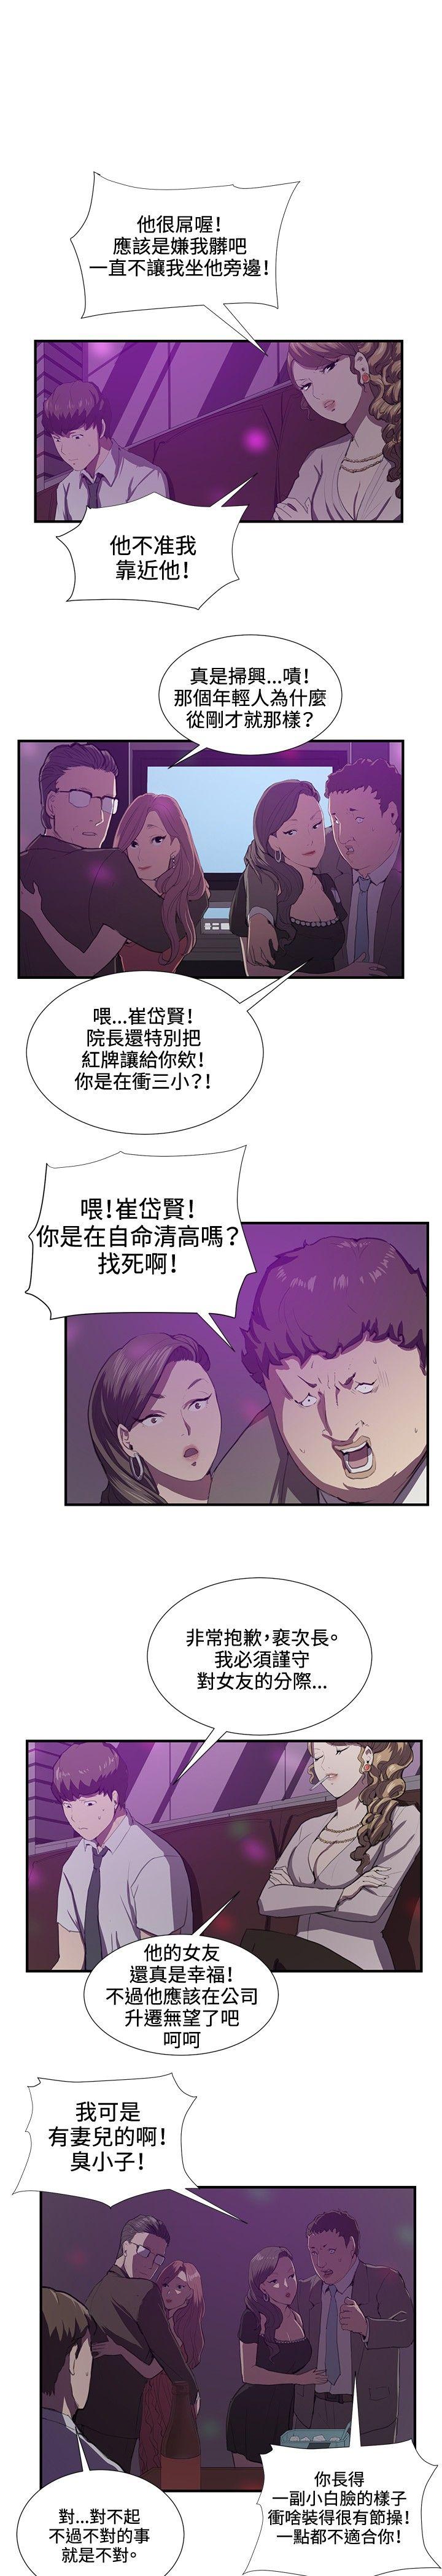 他很屌喔!
應該是嫌我髒吧
一直不讓我坐他旁邊!
他不准我
靠近他!
真是掃興...嘖!
那個年輕人為什麼
從剛才就那樣?
喂...崔岱賢!
院長還特別把
紅牌讓給你欸!
你是在衝三小?!
喂!崔岱賢!
你是在自命清高嗎?
找死啊!
非常抱歉,裵次長。
我必須謹守
對女友的分際...
他的女友
還真是幸福!
不過他應該在公司
升遷無望了吧
呵呵
我可是
有妻兒的啊!
臭小子!
你長得
一副小白臉的樣子
衝啥裝得很有節操!
一點都不適合你!
對...對不起
不過不對的事
就是不對。